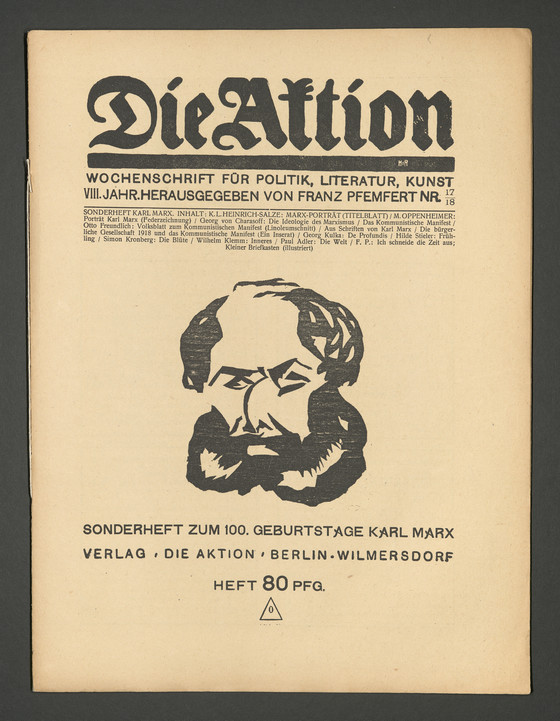 Die Aktion
WOCHENSCHRIFT FÜR POLITIK, LITERATUR, KUNST
VIII. JAHR. HERAUSGEGEBEN VON FRANZ PFEMFERT NR. 17/18
SONDERHEFT KARL MARX. INHALT: K. L. HEINRICH-SALZE: MARX-PORTRÄT (TITELBLATT) / M. OPPENHEIMER:
Porträt Karl Marx (Federzeichnung) / Georg von Charasoff: Die Ideologie des Marxismus / Das Kommunistische Manifest /
Otto Freundlich: Volksblatt zum Kommunistischen Manifest (Linoleumschnitt) / Aus Schriften von Karl Marx / Die bürger-
liche Gesellschaft 1918 und das Kommunistische Manifest (Ein Inserat) / Georg Kulka: De Profundis / Hilde Stieler: Früh-
ling / Simon Kronberg: Die Blüte / Wilhelm Klemm: Inneres / Paul Adler: Die Welt / F. P.: Ich schneide die Zeit aus;
Kleiner Briefkasten (illustriert)
SONDERHEFT ZUM 100. GEBURTSTAGE KARL MARX
VERLAG , DIE AKTION , BERLIN-WILMERSDORF
HEFT 80 PFG.
0